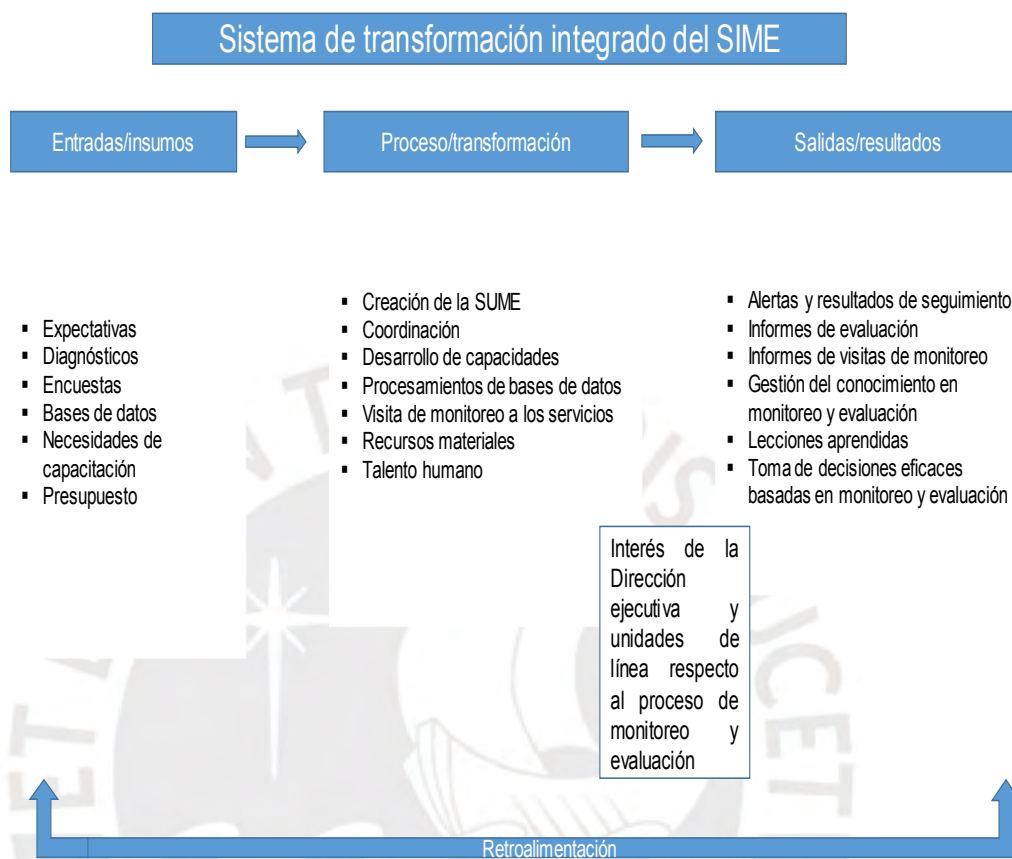 Sistema de transformación integrado del SIME
Entradas/insumos
Proceso/transformación
Salidas/resultados
▪ Expectativas
▪ Diagnósticos
▪ Encuestas
▪ Bases de datos
▪ Necesidades de
capacitación
▪ Presupuesto
▪ Creación de la SUME
▪ Coordinación
▪ Desarrollo de capacidades
▪ Procesamientos de bases de datos
▪ Visita de monitoreo a los servicios
▪ Recursos materiales
▪ Talento humano
▪ Alertas y resultados de seguimiento
▪ Informes de evaluación
▪ Informes de visitas de monitoreo
▪ Gestión del conocimiento en
monitoreo y evaluación
▪ Lecciones aprendidas
▪ Toma de decisiones eficaces
basadas en monitoreo y evaluación
Interés de la
Dirección
ejecutiva y
unidades de
línea respecto
al proceso de
monitoreo y
evaluación
Retroalimentación